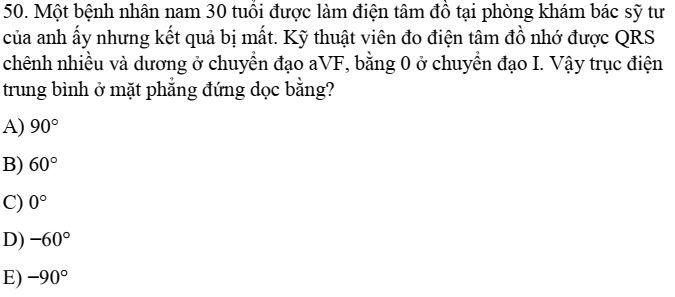 50. Một bệnh nhân nam 30 tuổi được làm điện tâm đồ tại phòng khám bác sỹ tư
của anh ấy nhưng kết quả bị mất. Kỹ thuật viên đo điện tâm đồ nhớ được QRS
chênh nhiều và dương ở chuyển đạo aVF, bằng 0 ở chuyển đạo I. Vậy trục điện
trung bình ở mặt phẳng đứng dọc bằng?
A) 90°
B) 60°
C) 0°
D) −60°
E) −90°